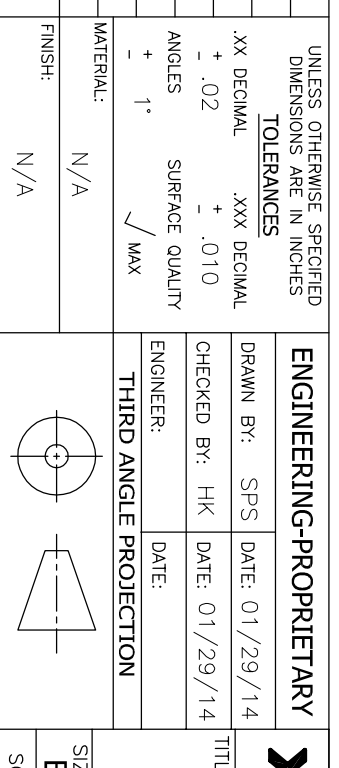 UNLESS OTHERWISE SPECIFIED
DIMENSIONS ARE IN INCHES
TOLERANCES
.XX DECIMAL .XXX DECIMAL
+ - .02 + - .010
ANGLES SURFACE QUALITY
+ - 1° √ MAX
MATERIAL:
N/A
FINISH:
N/A
ENGINEERING-PROPRIETARY
DRAWN BY: SPS DATE: 01/29/14
CHECKED BY: HK DATE: 01/29/14
ENGINEER: DATE:
THIRD ANGLE PROJECTION